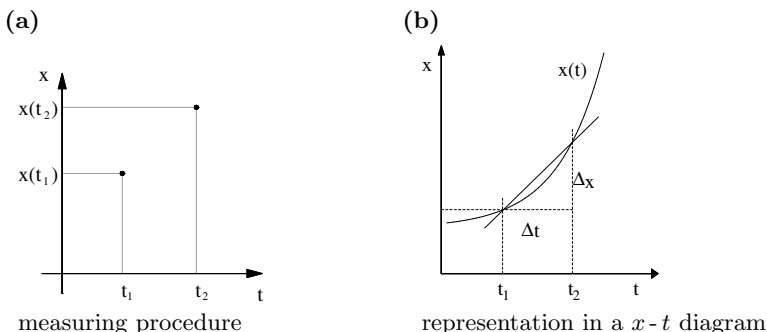 (a)
x
x(t₂)
x(t₁)
t₁
t₂
t
measuring procedure
(b)
x
x(t)
Δx
Δt
t₁
t₂
t
representation in a x - t diagram